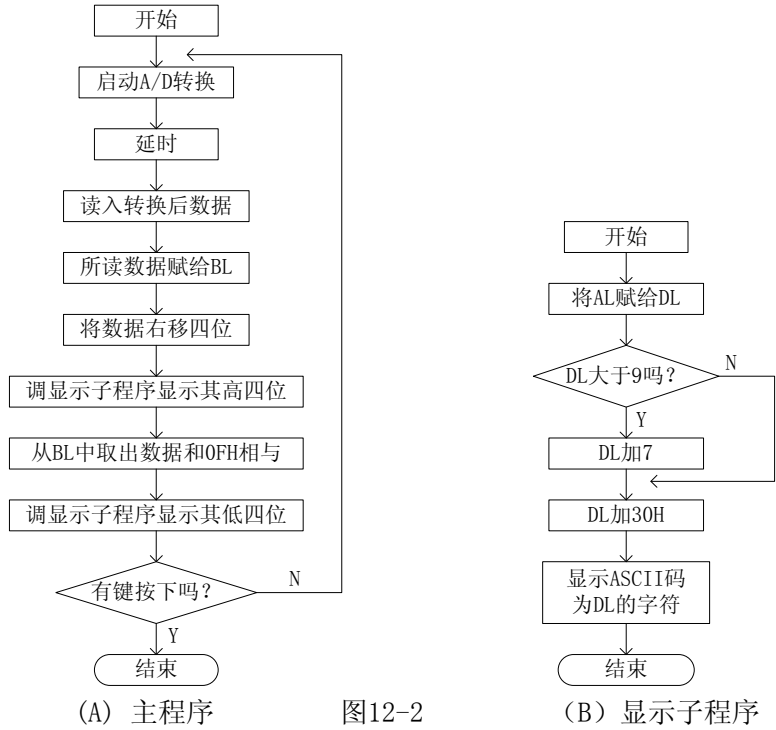 开始
启动A/D转换
延时
读入转换后数据
所读数据赋给BL
将数据右移四位
调显示子程序显示其高四位
从BL中取出数据和0FH相与
调显示子程序显示其低四位
有键按下吗?
N
Y
结束
(A) 主程序
图12-2
开始
将AL赋给DL
DL大于9吗?
N
Y
DL加7
DL加30H
显示ASCII码
为DL的字符
结束
(B) 显示子程序